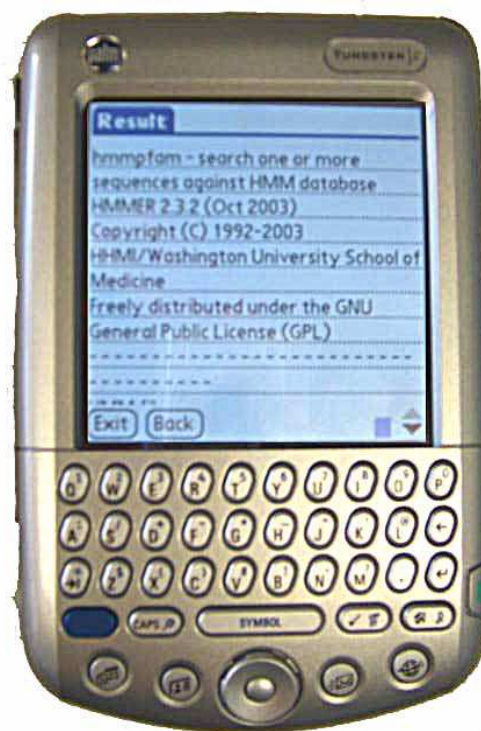 TUNGSTEN C
Result
hmmpfam - search one or more
sequences against HMM database
HMMER 2.3.2 (Oct 2003)
Copyright (C) 1992-2003
HHMI/Washington University School of
Medicine
Freely distributed under the GNU
General Public License (GPL)
- - - - - - - - - - - - - - - - - - - - - - - - - - - - -
- - - - - - - - - - -
Exit Back
Q W E R T Y U I O P
A S D F G H J K L
Z X C V B N M .
CAPS SYMBOL